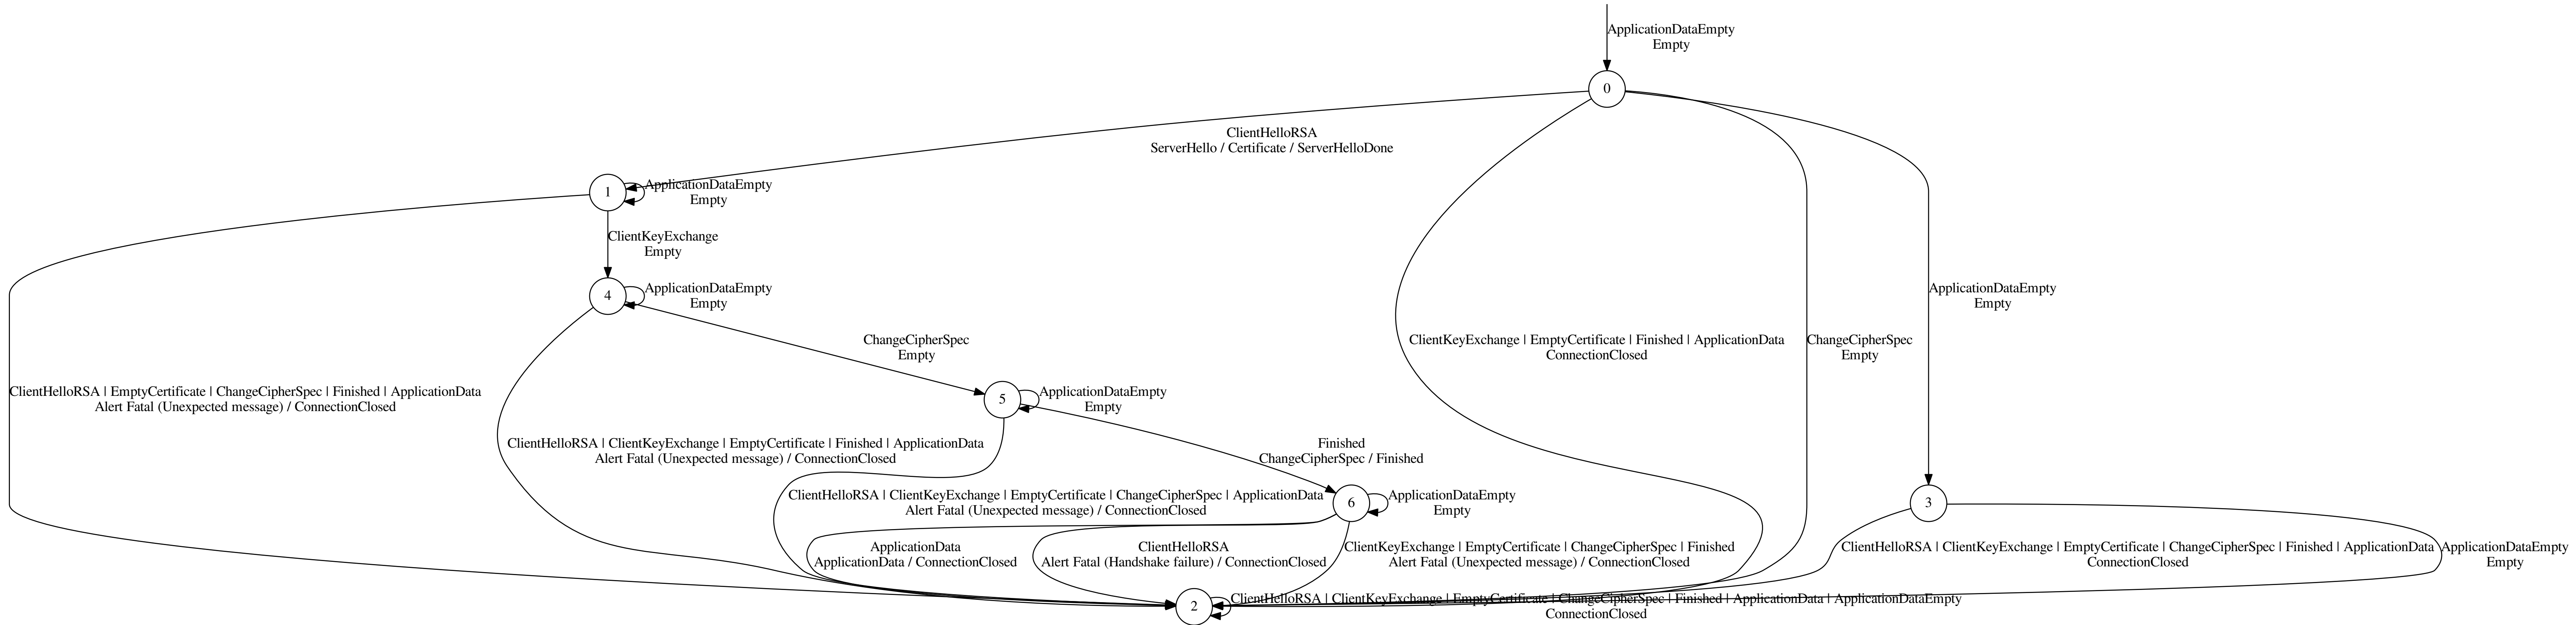 ApplicationDataEmpty
Empty
0
ClientHelloRSA
ServerHello / Certificate / ServerHelloDone
1
ApplicationDataEmpty
Empty
ClientKeyExchange
Empty
4
ApplicationDataEmpty
Empty
ApplicationDataEmpty
Empty
ChangeCipherSpec
Empty
ClientKeyExchange | EmptyCertificate | Finished | ApplicationData
ConnectionClosed
ChangeCipherSpec
Empty
ClientHelloRSA | EmptyCertificate | ChangeCipherSpec | Finished | ApplicationData
Alert Fatal (Unexpected message) / ConnectionClosed
5
ApplicationDataEmpty
Empty
ClientHelloRSA | ClientKeyExchange | EmptyCertificate | Finished | ApplicationData
Alert Fatal (Unexpected message) / ConnectionClosed
Finished
ChangeCipherSpec / Finished
ClientHelloRSA | ClientKeyExchange | EmptyCertificate | ChangeCipherSpec | ApplicationData
Alert Fatal (Unexpected message) / ConnectionClosed
6
ApplicationDataEmpty
Empty
3
ApplicationData
ApplicationData / ConnectionClosed
ClientHelloRSA
Alert Fatal (Handshake failure) / ConnectionClosed
ClientKeyExchange | EmptyCertificate | ChangeCipherSpec | Finished
Alert Fatal (Unexpected message) / ConnectionClosed
ClientHelloRSA | ClientKeyExchange | EmptyCertificate | ChangeCipherSpec | Finished | ApplicationData
ConnectionClosed
ApplicationDataEmpty
Empty
2
ClientHelloRSA | ClientKeyExchange | EmptyCertificate | ChangeCipherSpec | Finished | ApplicationData | ApplicationDataEmpty
ConnectionClosed